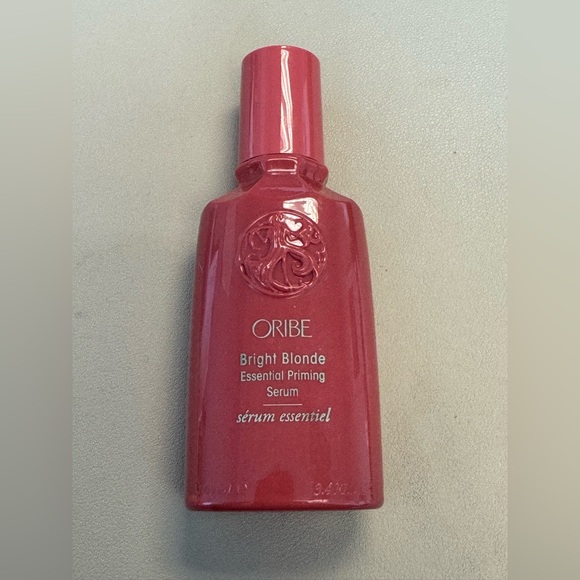 ORIBE
Bright Blonde
Essential Priming
Serum
sérum essentiel